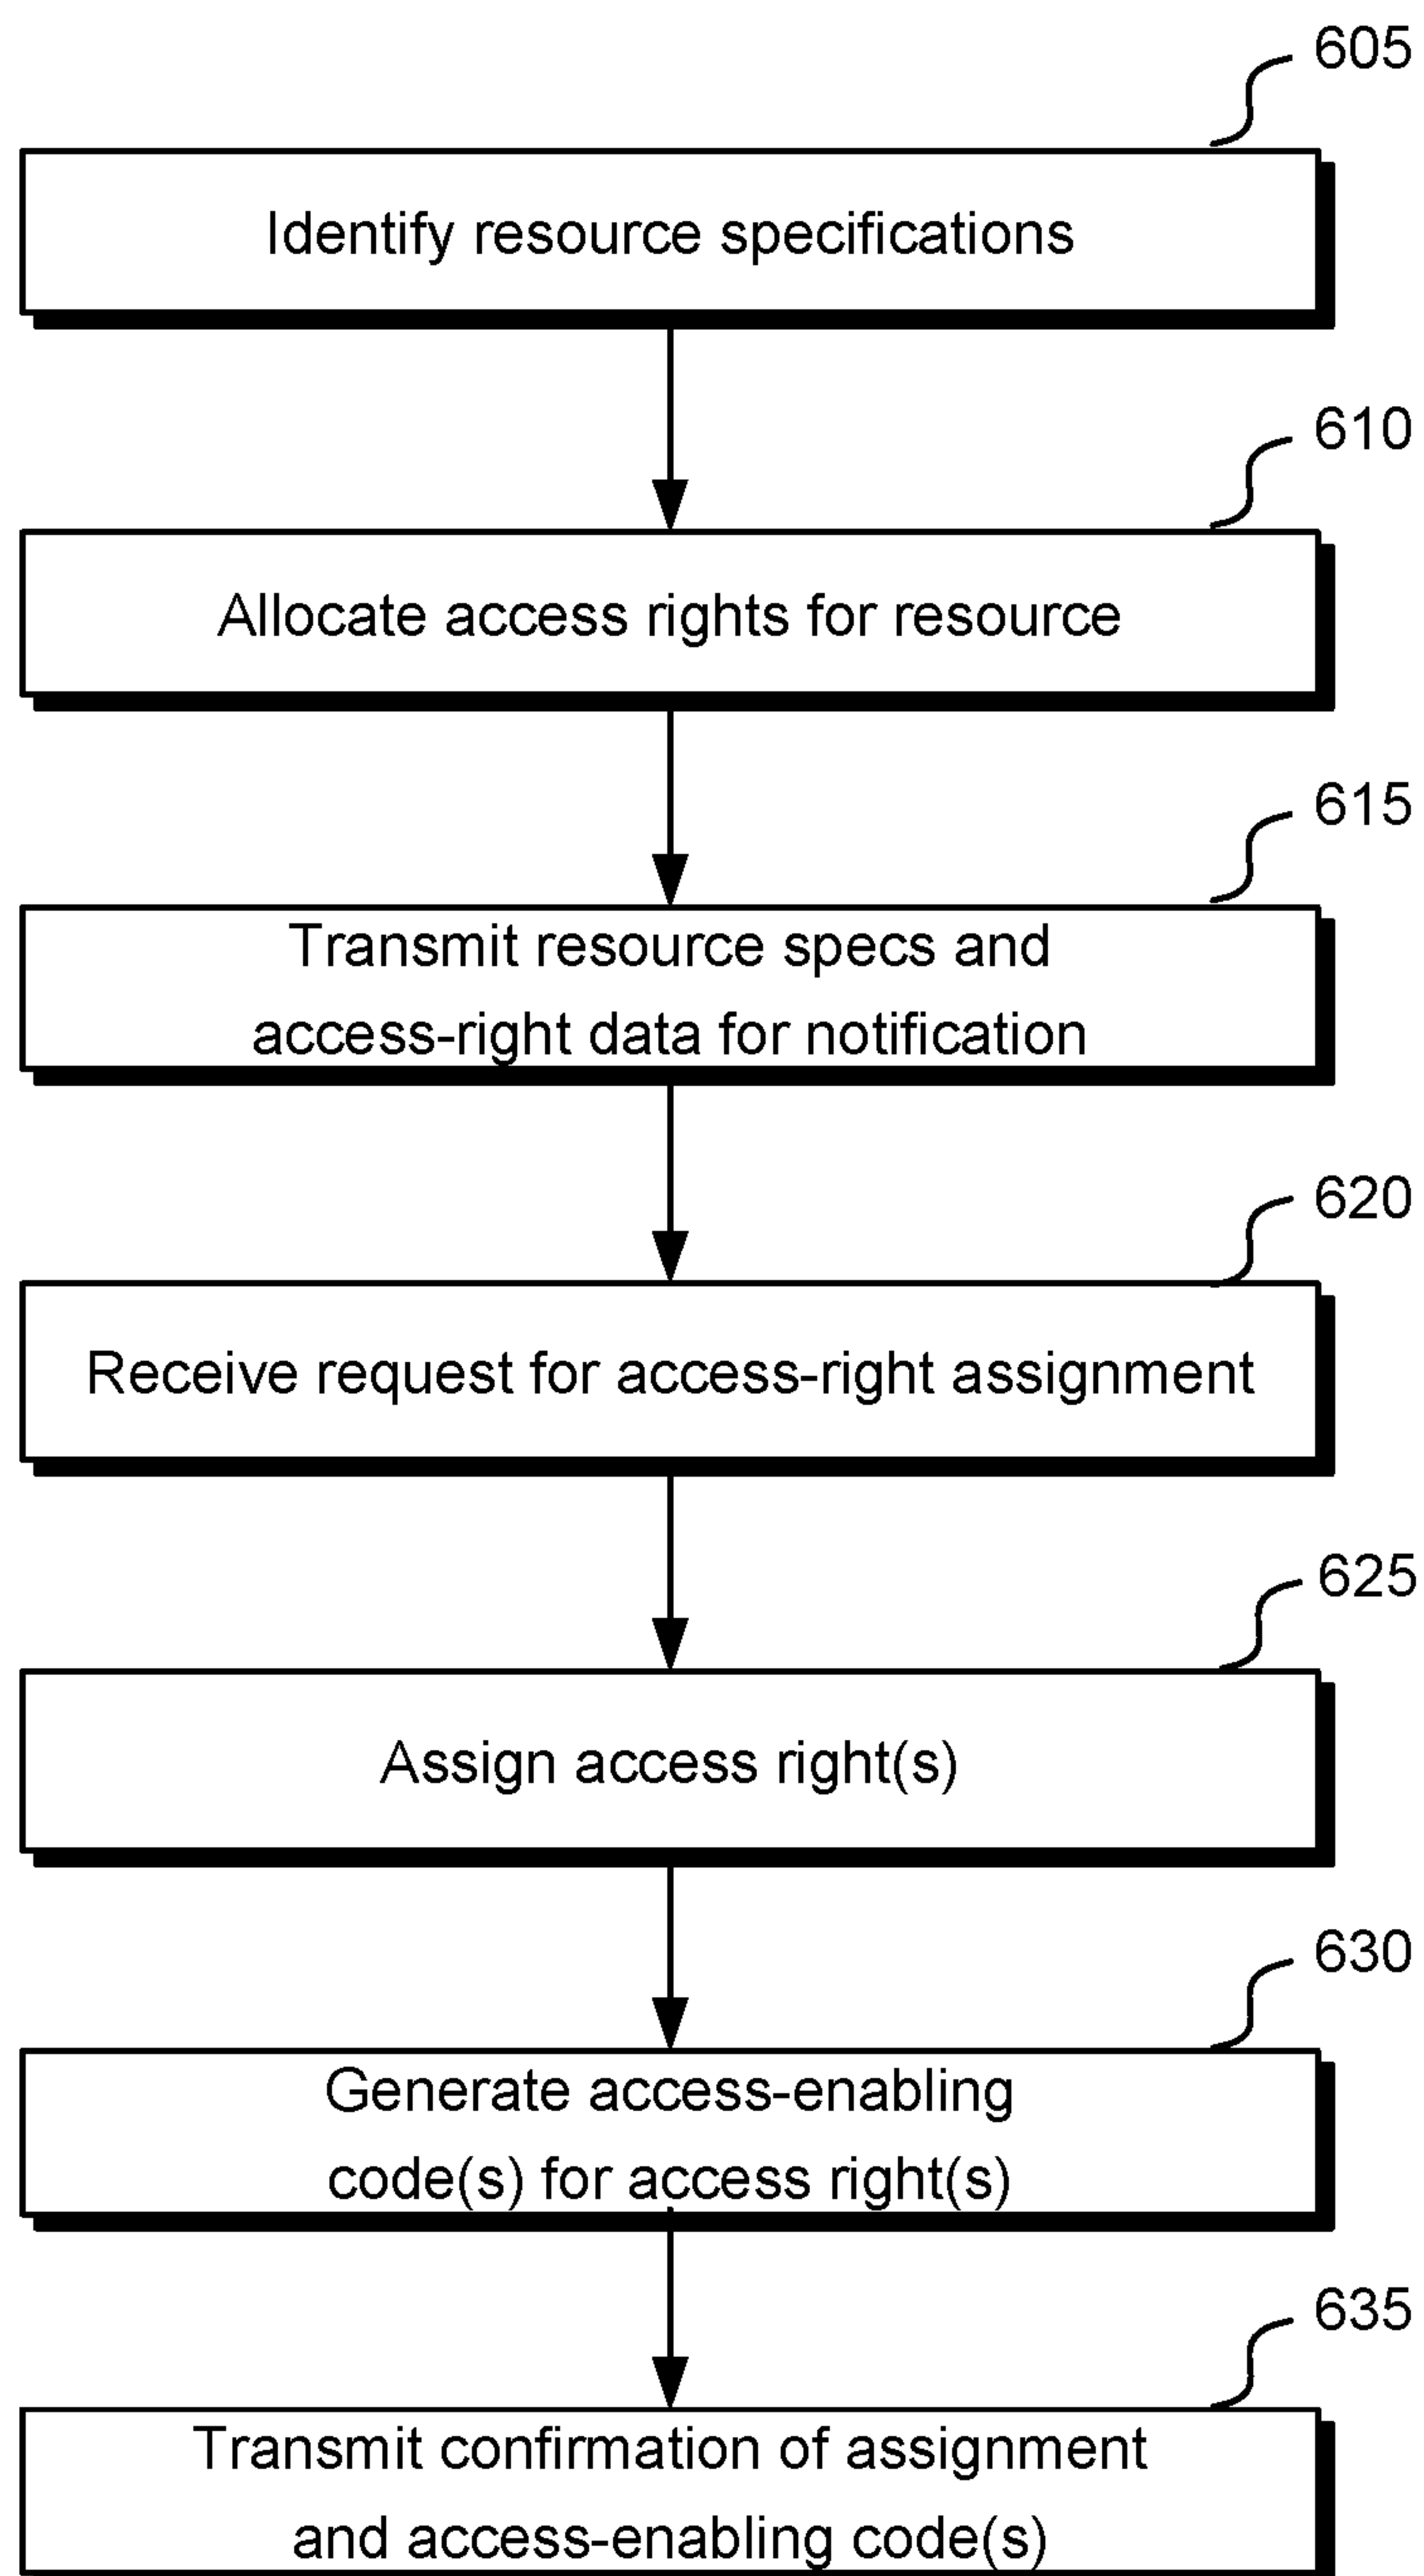 605
Identify resource specifications
610
Allocate access rights for resource
615
Transmit resource specs and
access-right data for notification
620
Receive request for access-right assignment
625
Assign access right(s)
630
Generate access-enabling
code(s) for access right(s)
635
Transmit confirmation of assignment
and access-enabling code(s)